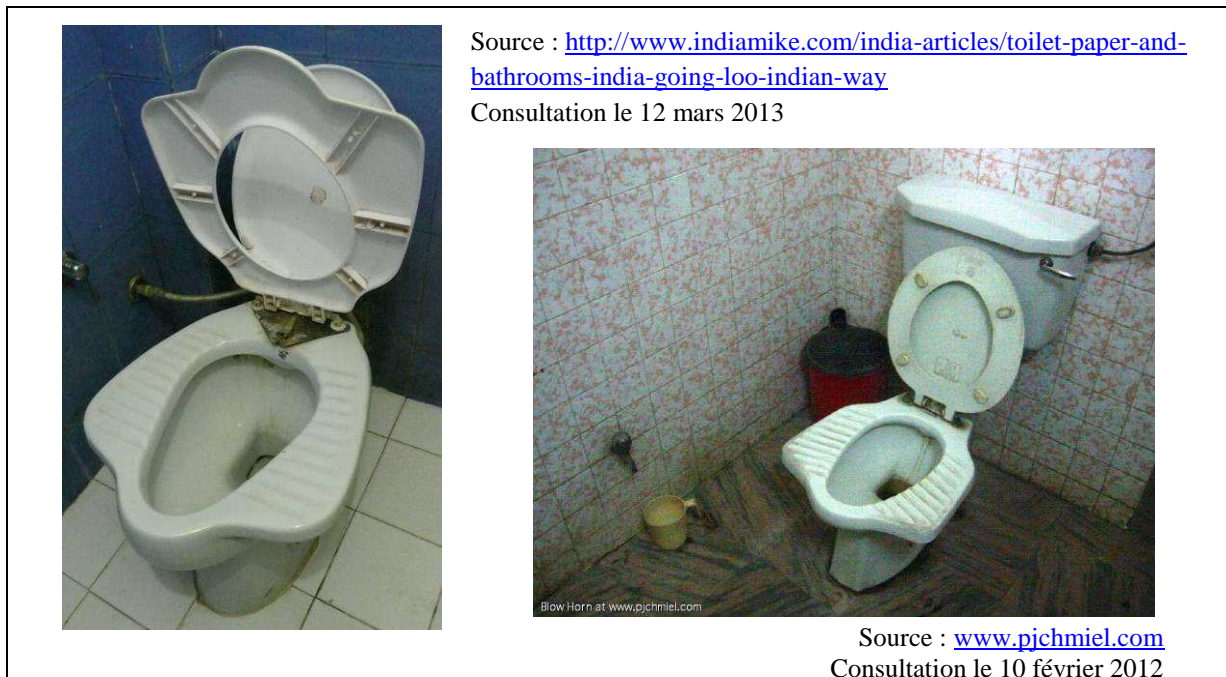 Source : http://www.indiamike.com/india-articles/toilet-paper-and-
bathrooms-india-going-loo-indian-way
Consultation le 12 mars 2013
Blow Horn at www.pjchmiel.com
Source : www.pjchmiel.com
Consultation le 10 février 2012